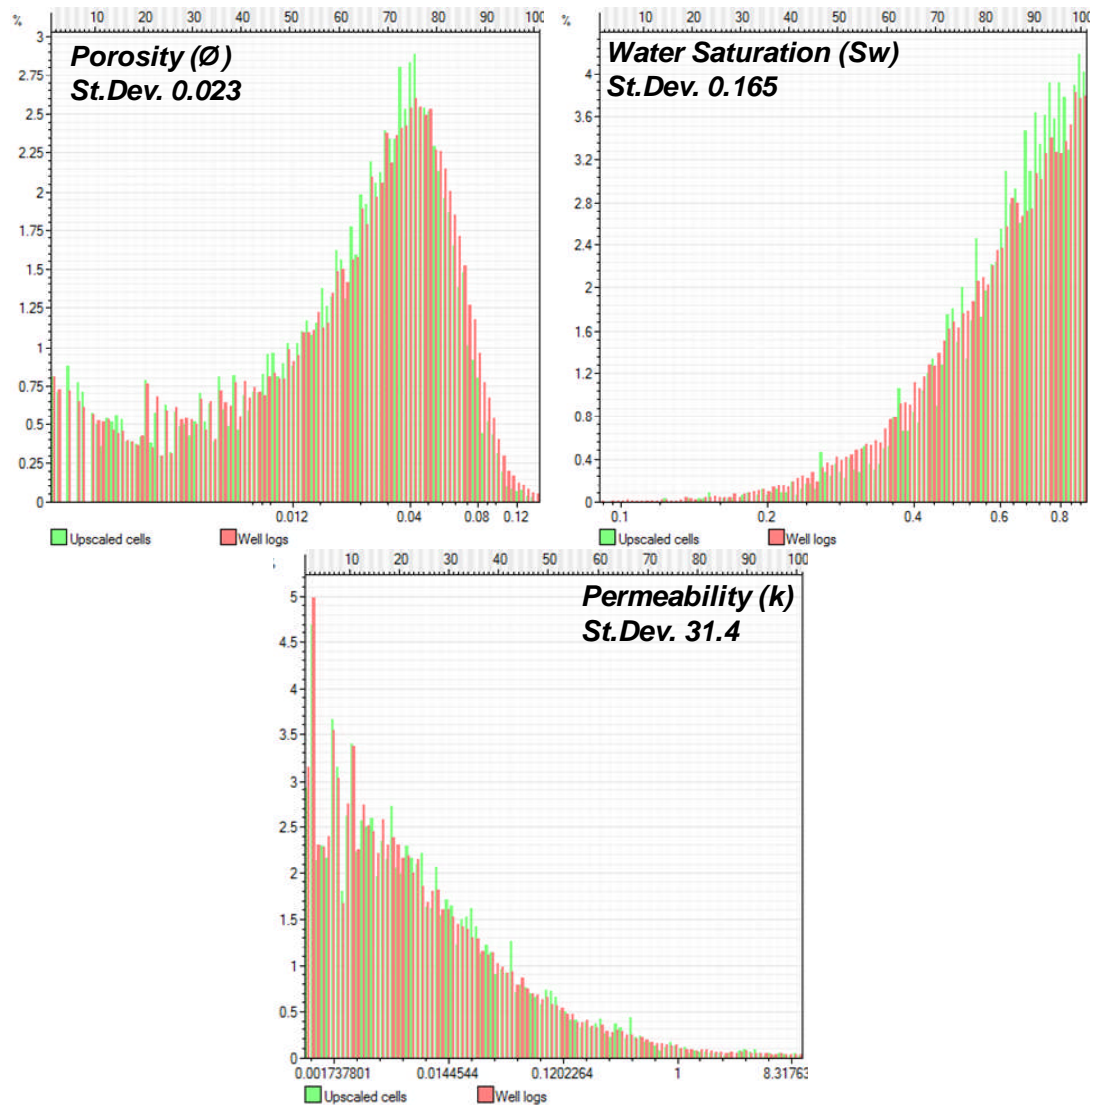 % 10 20 30 40 50 60 70 80 90 100
Porosity (Ø)
St.Dev. 0.023
3
2.75
2.5
2.25
2
1.75
1.5
1.25
1
0.75
0.5
0.25
0
0.012 0.04 0.08 0.12
Upscaled cells Well logs
% 10 20 30 40 50 60 70 80 90 100
Water Saturation (Sw)
St.Dev. 0.165
4
3.6
3.2
2.8
2.4
2
1.6
1.2
0.8
0.4
0
0.1 0.2 0.4 0.6 0.8
Upscaled cells Well logs
10 20 30 40 50 60 70 80 90 100
Permeability (k)
St.Dev. 31.4
5
4.5
4
3.5
3
2.5
2
1.5
1
0.5
0
0.001737801 0.0144544 0.1202264 1 8.31763
Upscaled cells Well logs